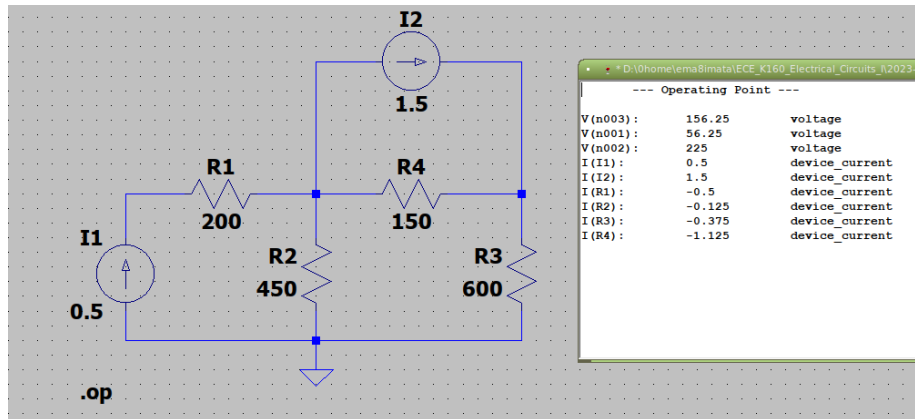 I2
1.5
R1
200
R4
150
I1
0.5
R2
450
R3
600
.op
* D:\0home\ema8imata\ECE_K160_Electrical_Circuits_I\2023-
--- Operating Point ---
V(n003): 156.25 voltage
V(n001): 56.25 voltage
V(n002): 225 voltage
I(I1): 0.5 device_current
I(I2): 1.5 device_current
I(R1): -0.5 device_current
I(R2): -0.125 device_current
I(R3): -0.375 device_current
I(R4): -1.125 device_current